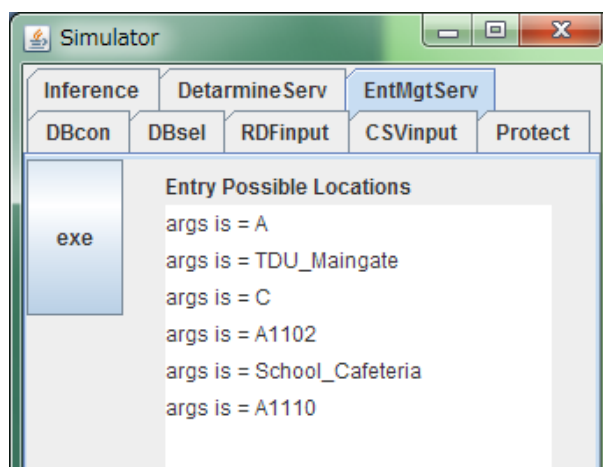 Simulator
Inference DetarmineServ EntMgtServ
DBcon DBsel RDFinput CSVinput Protect
Entry Possible Locations
exe
args is = A
args is = TDU_Maingate
args is = C
args is = A1102
args is = School_Cafeteria
args is = A1110